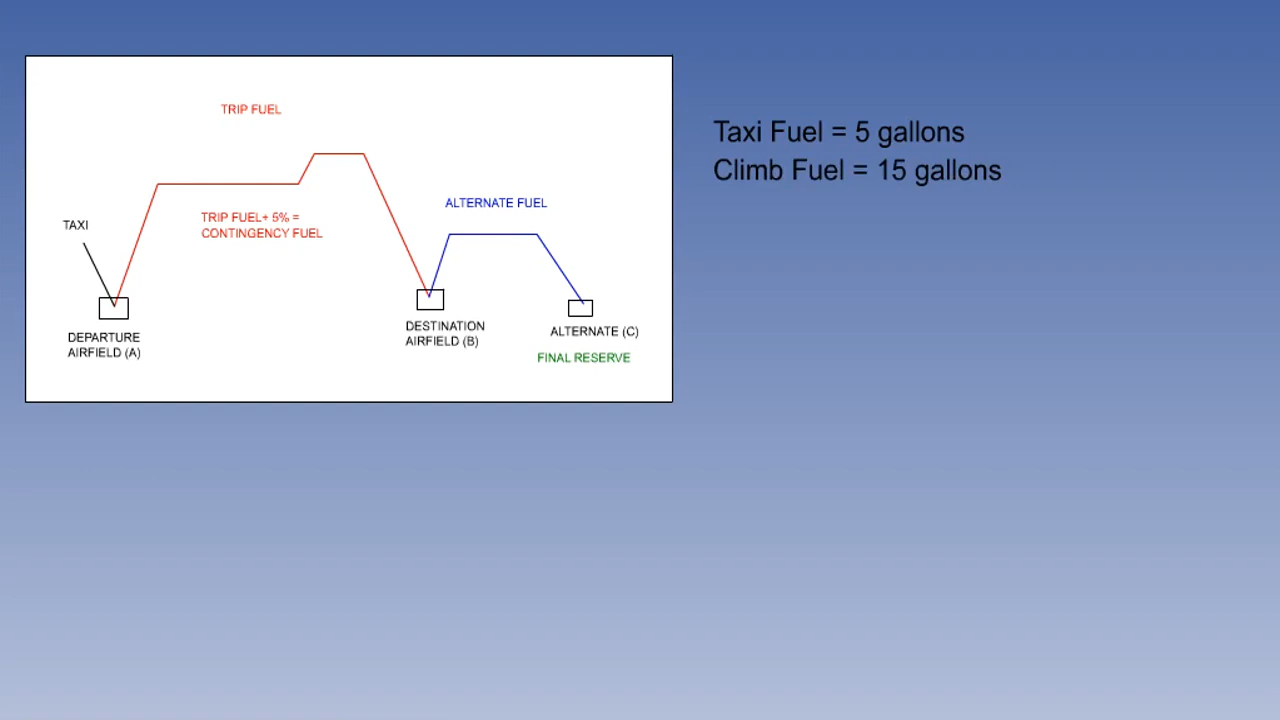 TRIP FUEL
TRIP FUEL+ 5% =
CONTINGENCY FUEL
ALTERNATE FUEL
TAXI
DEPARTURE
AIRFIELD (A)
DESTINATION
AIRFIELD (B)
ALTERNATE (C)
FINAL RESERVE
Taxi Fuel = 5 gallons
Climb Fuel = 15 gallons